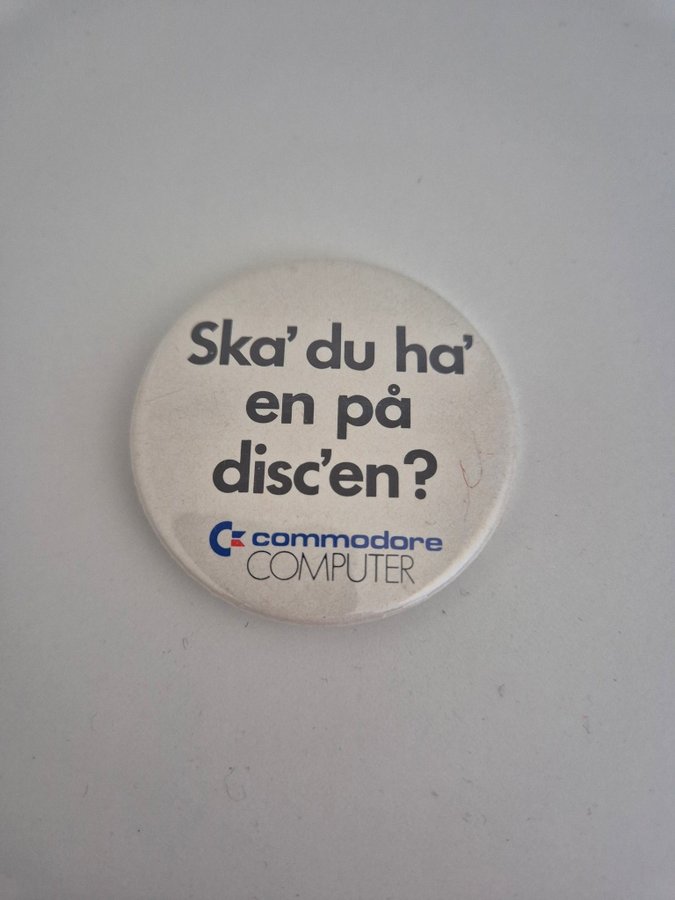 Ska' du ha'
en på
disc'en?
commodore
COMPUTER